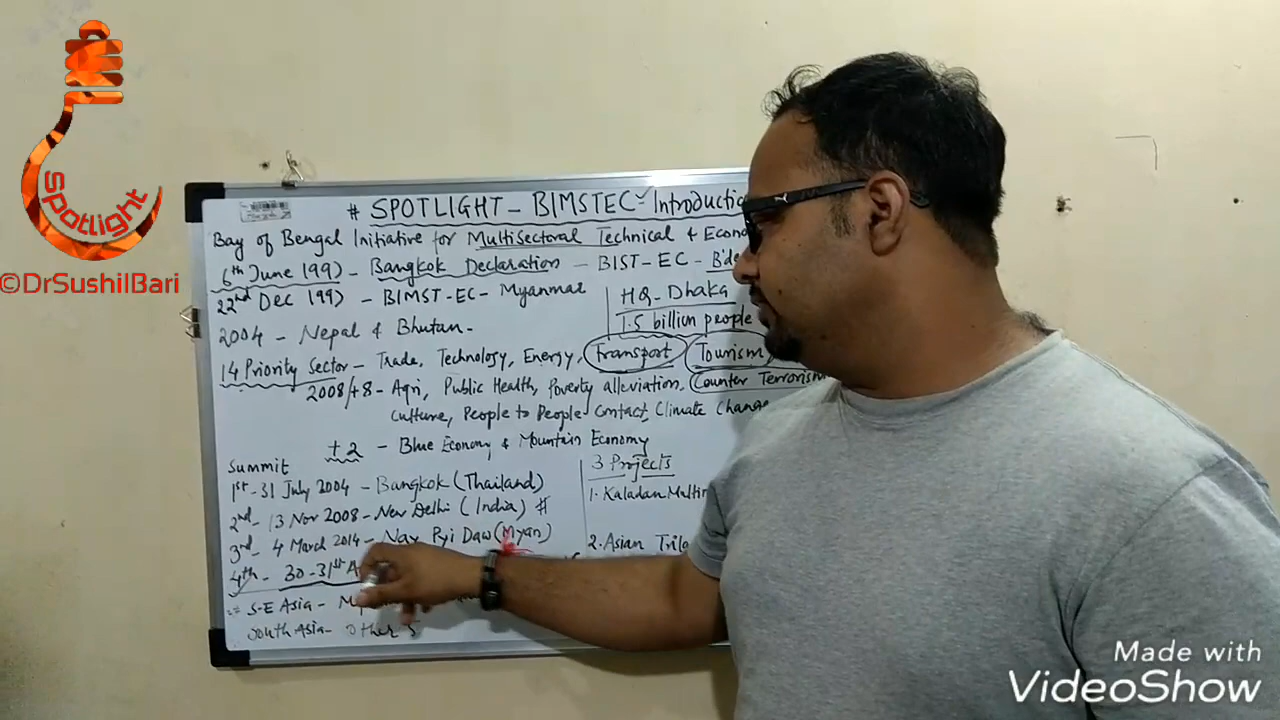 Spotlight
©DrSushilBari
# SPOTLIGHT - BIMSTEC - Introductio
Bay of Bengal Initiative for MultiSectoral Technical & Econo
6th June 1997 - Bangkok Declaration - BIST-EC - B'de
22nd Dec 1997 - BIMST-EC - Myanmar
HQ - Dhaka
2004 - Nepal & Bhutan -
1.5 billion people
14 Priority Sector - Trade, Technology, Energy, Transport Tourism
2008/+8 - Agri, Public Health, Poverty alleviation, Counter Terrorism
Culture, People to People Contact, Climate Change
+2 - Blue Economy & Mountain Economy
Summit
1st - 31 July 2004 - Bangkok (Thailand)
2nd - 13 Nov 2008 - New Delhi (India) #
3rd - 4 March 2014 - Nay Pyi Daw (Myan)
4th - 30-31st A
S-E Asia - M
South Asia - Other 5
3 Projects
1. Kaladan Multim
2. Asian Trila
Made with
VideoShow